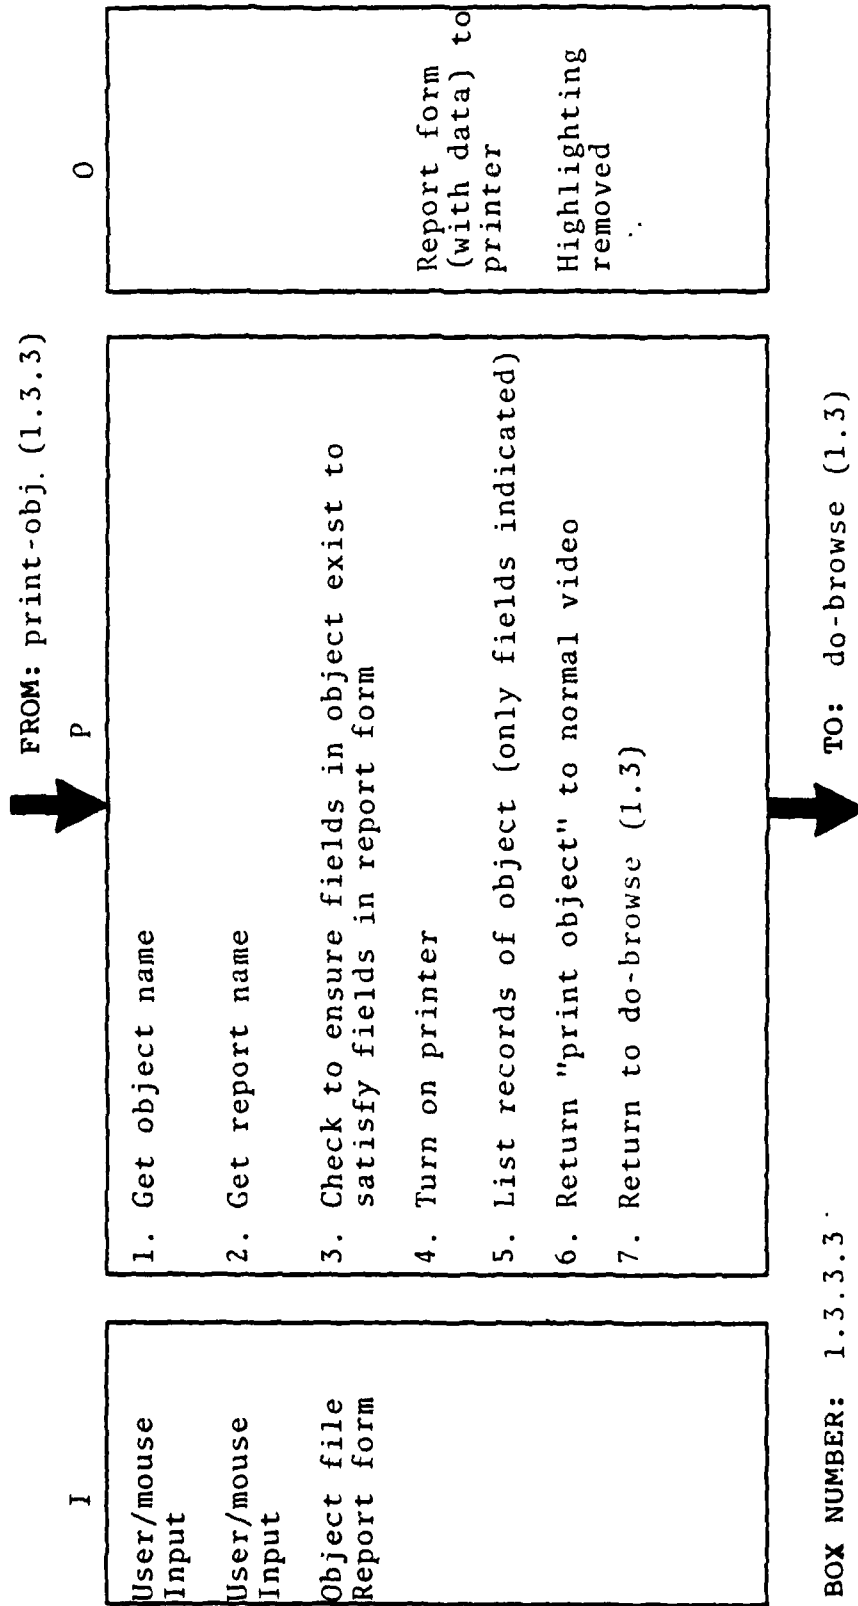 FROM: print-obj. (1.3.3)
I
P
O
User/mouse
Input
User/mouse
Input
Object file
Report form
1. Get object name
2. Get report name
3. Check to ensure fields in object exist to
satisfy fields in report form
4. Turn on printer
5. List records of object (only fields indicated)
6. Return "print object" to normal video
7. Return to do-browse (1.3)
Report form
(with data) to
printer
Highlighting
removed
BOX NUMBER: 1.3.3.3
TO: do-browse (1.3)